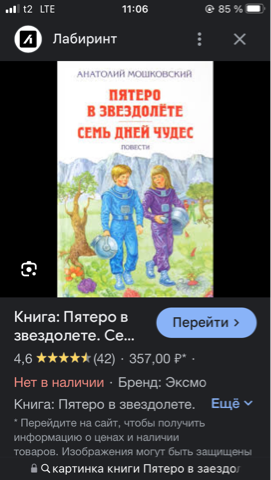 t2 LTE 11:06 85 %
Лабиринт
АНАТОЛИЙ МОШКОВСКИЙ
ПЯТЕРО
В ЗВЕЗДОЛЁТЕ
СЕМЬ ДНЕЙ ЧУДЕС
ПОВЕСТИ
Книга: Пятеро в
звездолете. Се...
Перейти >
4,6 ★★★★★ (42) · 357,00 ₽* ·
Нет в наличии · Бренд: Эксмо
Книга: Пятеро в звездолете. Ещё
* Перейдите на сайт, чтобы получить
информацию о ценах и наличии
товаров. Изображения могут быть защищены
картинка книги Пятеро в заездол